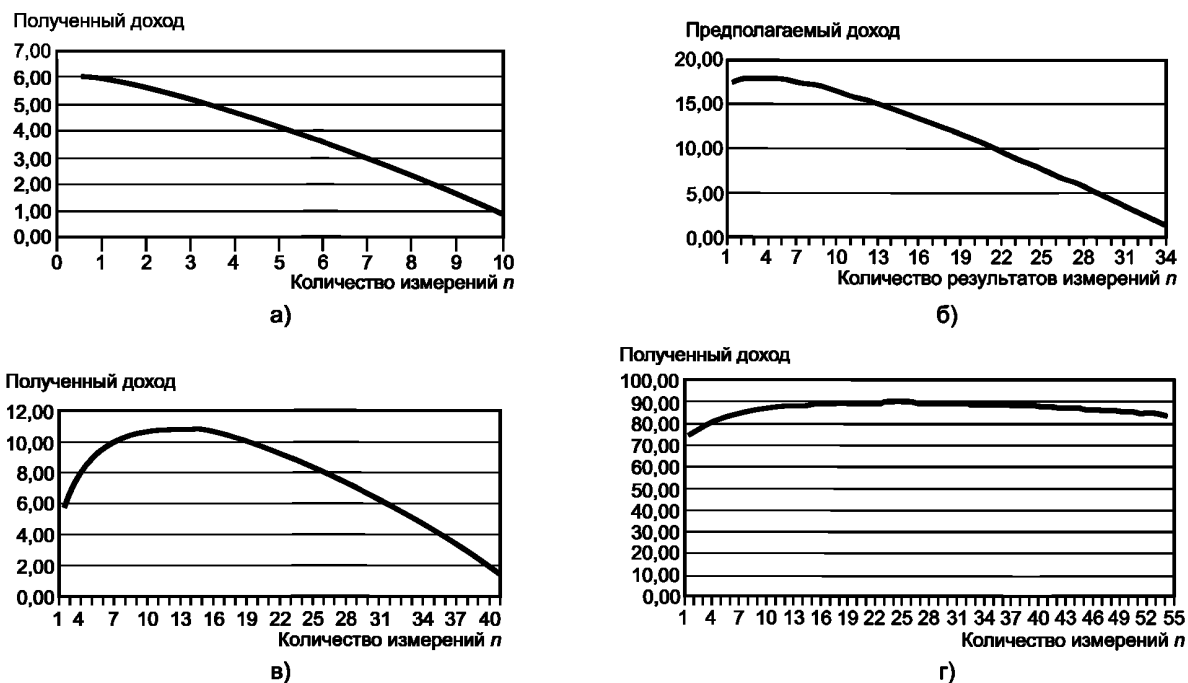 Полученный доход
7,00
6,00
5,00
4,00
3,00
2,00
1,00
0,00
0 1 2 3 4 5 6 7 8 9 10
Количество измерений n
а)
Предполагаемый доход
20,00
15,00
10,00
5,00
0,00
1 4 7 10 13 16 19 22 25 28 31 34
Количество результатов измерений n
б)
Полученный доход
12,00
10,00
8,00
6,00
4,00
2,00
0,00
1 4 7 10 13 16 19 22 25 28 31 34 37 40
Количество измерений n
в)
Полученный доход
100,00
90,00
80,00
70,00
60,00
50,00
40,00
30,00
20,00
10,00
0,00
1 4 7 10 13 16 19 22 25 28 31 34 37 40 43 46 49 52 55
Количество измерений n
г)